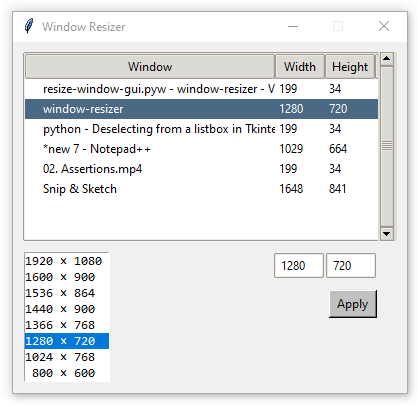 Window Resizer
Window Width Height
resize-window-gui.pyw - window-resizer - V 199 34
window-resizer 1280 720
python - Deselecting from a listbox in Tkinte 199 34
*new 7 - Notepad++ 1029 664
02. Assertions.mp4 199 34
Snip & Sketch 1648 841
1920 x 1080
1600 x 900
1536 x 864
1440 x 900
1366 x 768
1280 x 720
1024 x 768
800 x 600
1280 720
Apply